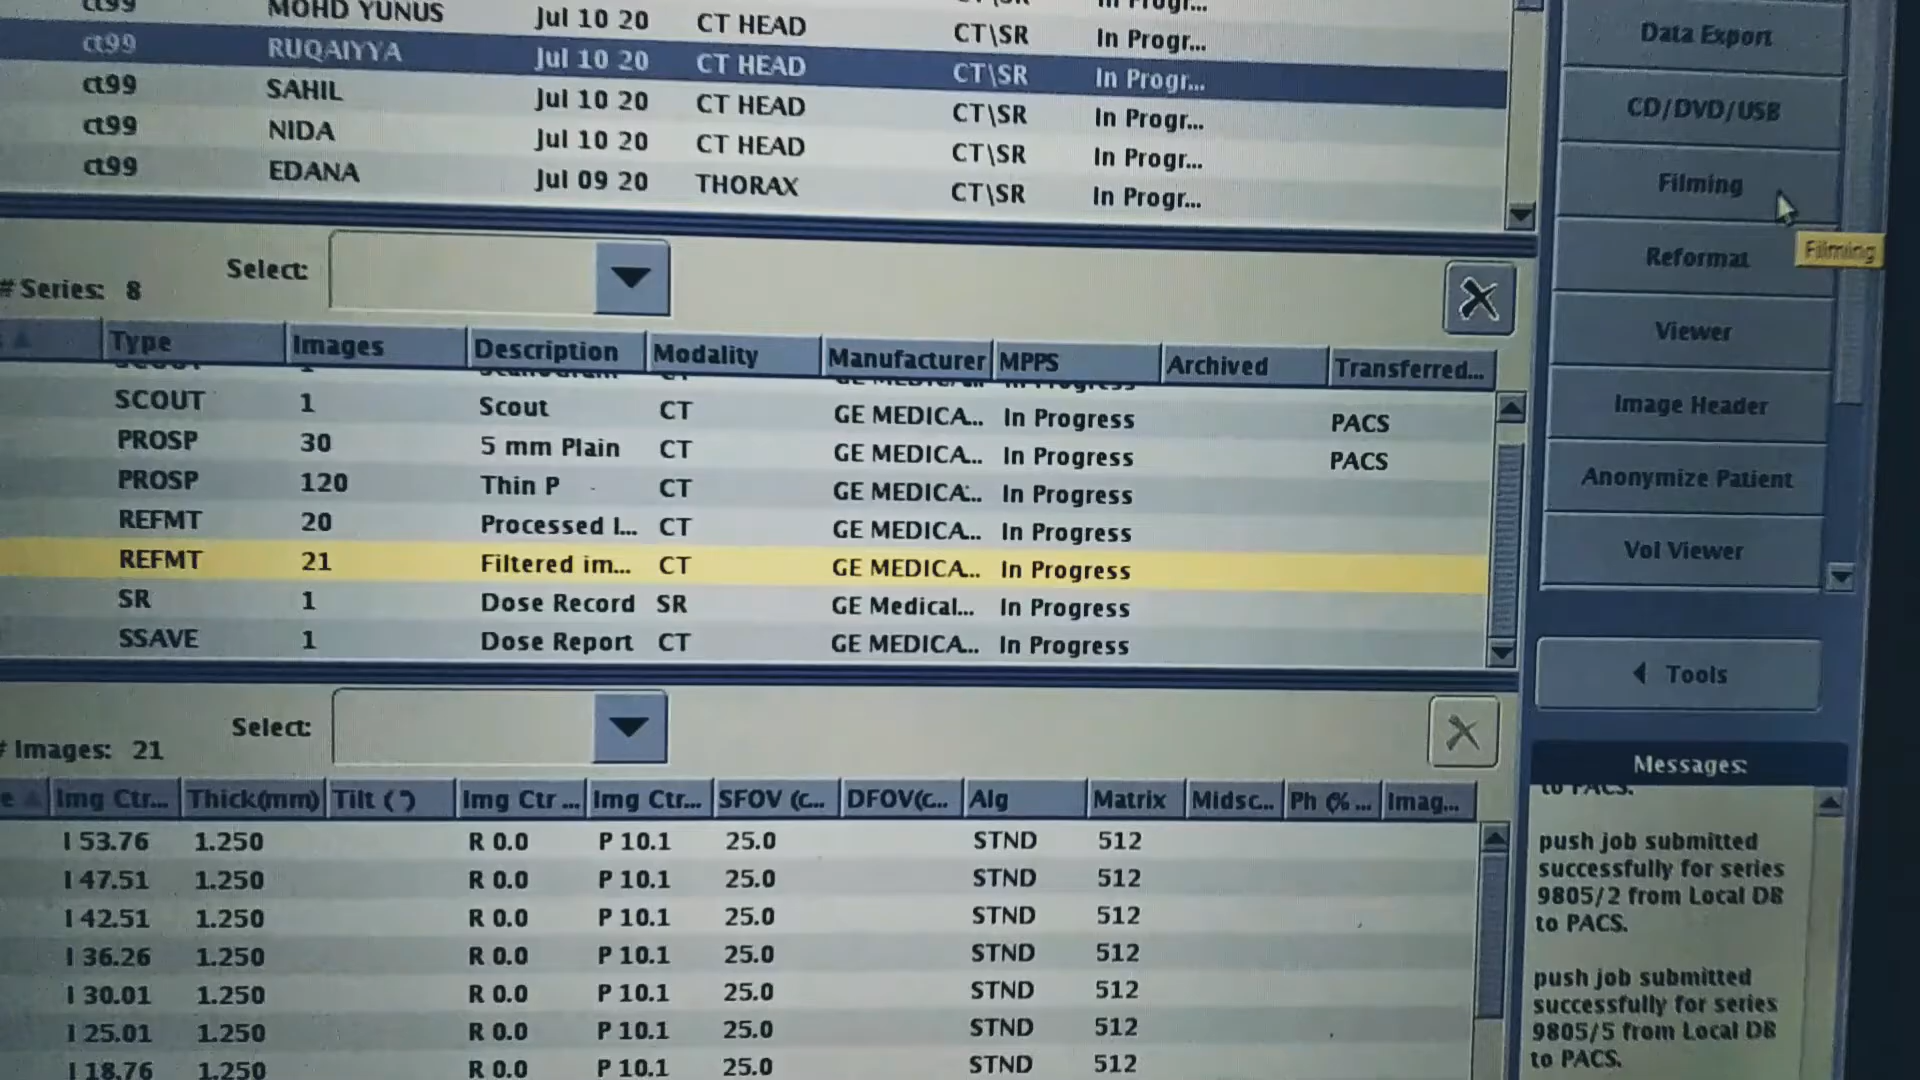 ct99 MOHD YUNUS Jul 10 20 CT HEAD CT\SR In Progr...
ct99 RUQAIYYA Jul 10 20 CT HEAD CT\SR In Progr...
ct99 SAHIL Jul 10 20 CT HEAD CT\SR In Progr...
ct99 NIDA Jul 10 20 CT HEAD CT\SR In Progr...
ct99 EDANA Jul 09 20 THORAX CT\SR In Progr...
Select:
# Series: 8
Type Images Description Modality Manufacturer MPPS Archived Transferred...
SCOUT 1 Scout CT GE MEDICA... In Progress PACS
PROSP 30 5 mm Plain CT GE MEDICA... In Progress PACS
PROSP 120 Thin P CT GE MEDICA... In Progress
REFMT 20 Processed I... CT GE MEDICA... In Progress
REFMT 21 Filtered im... CT GE MEDICA... In Progress
SR 1 Dose Record SR GE Medical... In Progress
SSAVE 1 Dose Report CT GE MEDICA... In Progress
Select:
# Images: 21
e Img Ctr... Thick(mm) Tilt (°) Img Ctr ... Img Ctr... SFOV (c... DFOV(c... Alg Matrix Midsc... Ph (% ... Imag...
I 53.76 1.250 R 0.0 P 10.1 25.0 STND 512
I 47.51 1.250 R 0.0 P 10.1 25.0 STND 512
I 42.51 1.250 R 0.0 P 10.1 25.0 STND 512
I 36.26 1.250 R 0.0 P 10.1 25.0 STND 512
I 30.01 1.250 R 0.0 P 10.1 25.0 STND 512
I 25.01 1.250 R 0.0 P 10.1 25.0 STND 512
I 18.76 1.250 R 0.0 P 10.1 25.0 STND 512
Data Export
CD/DVD/USB
Filming
Filming
Reformat
Viewer
Image Header
Anonymize Patient
Vol Viewer
Tools
Messages:
to PACS.
push job submitted
successfully for series
9805/2 from Local DB
to PACS.
push job submitted
successfully for series
9805/5 from Local DB
to PACS.